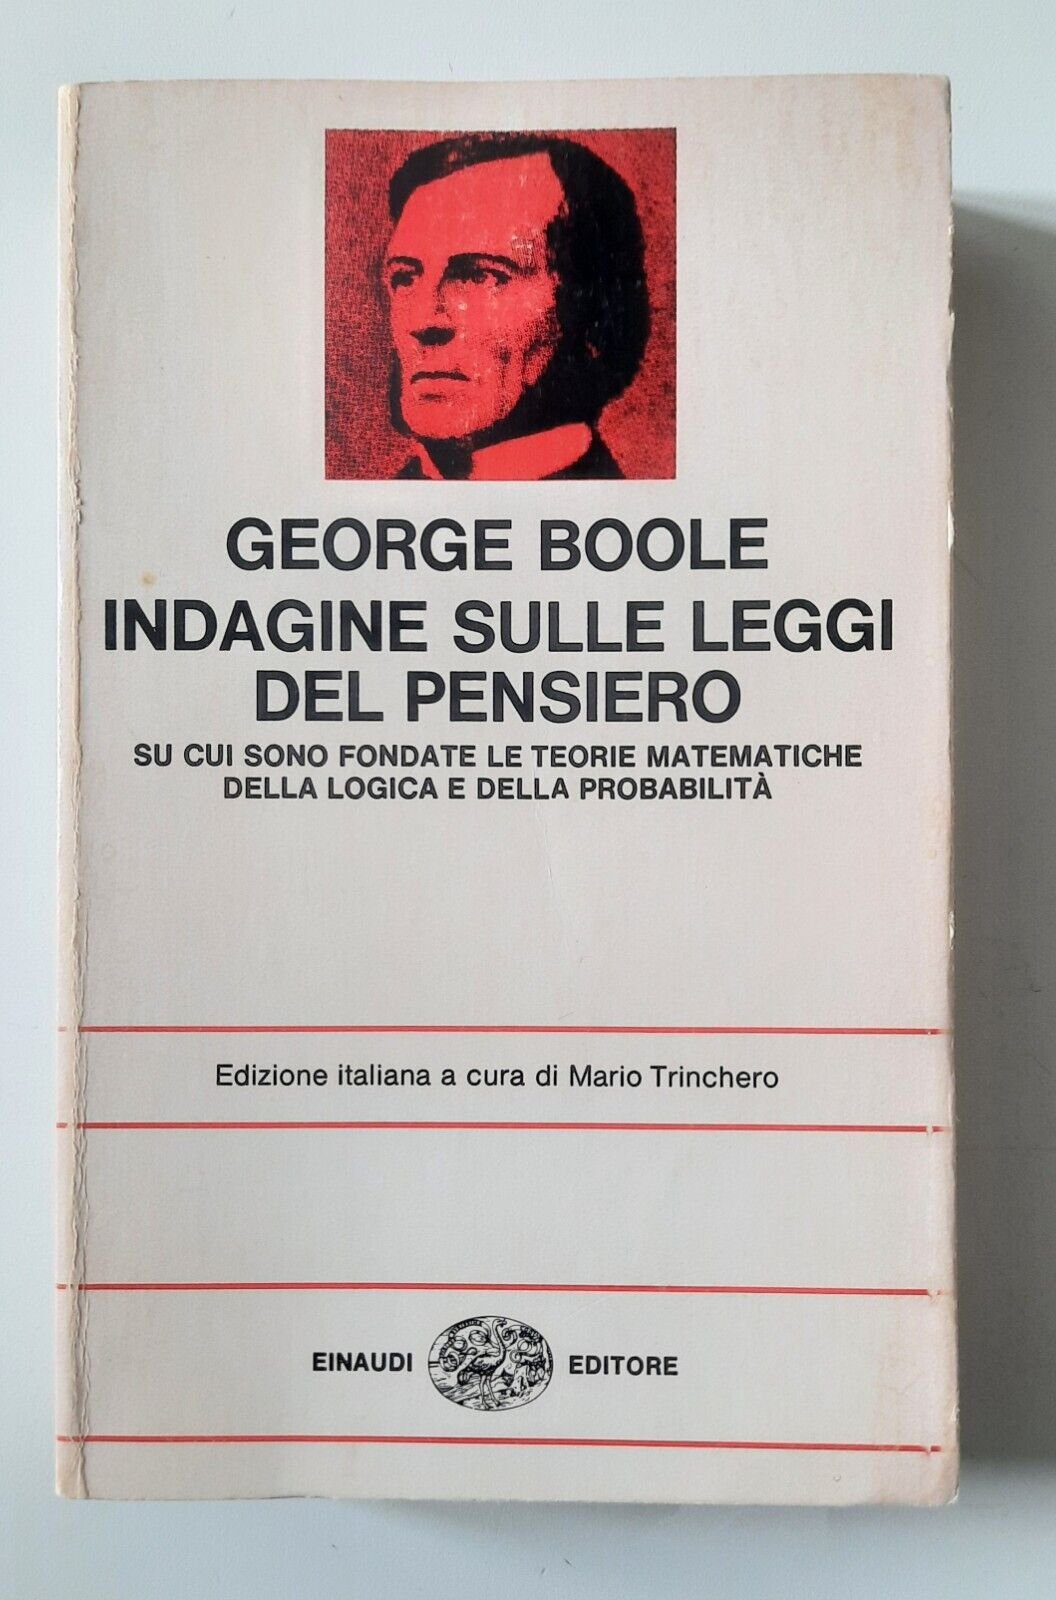 GEORGE BOOLE
INDAGINE SULLE LEGGI
DEL PENSIERO
SU CUI SONO FONDATE LE TEORIE MATEMATICHE
DELLA LOGICA E DELLA PROBABILITÀ
Edizione italiana a cura di Mario Trinchero
EINAUDI EDITORE